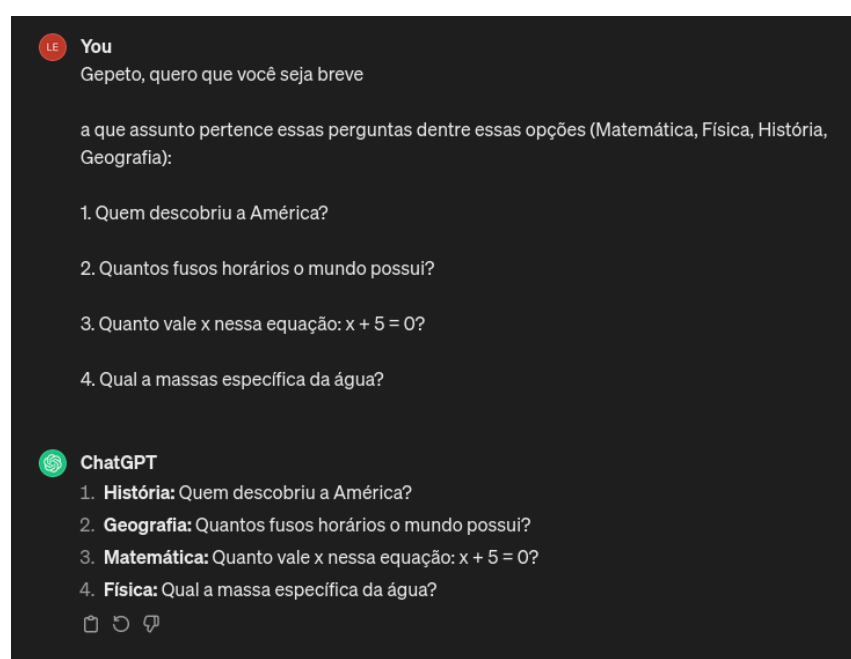 LE
You
Gepeto, quero que você seja breve
a que assunto pertence essas perguntas dentre essas opções (Matemática, Física, História,
Geografia):
1. Quem descobriu a América?
2. Quantos fusos horários o mundo possui?
3. Quanto vale x nessa equação: x + 5 = 0?
4. Qual a massas específica da água?
ChatGPT
1. História: Quem descobriu a América?
2. Geografia: Quantos fusos horários o mundo possui?
3. Matemática: Quanto vale x nessa equação: x + 5 = 0?
4. Física: Qual a massa específica da água?